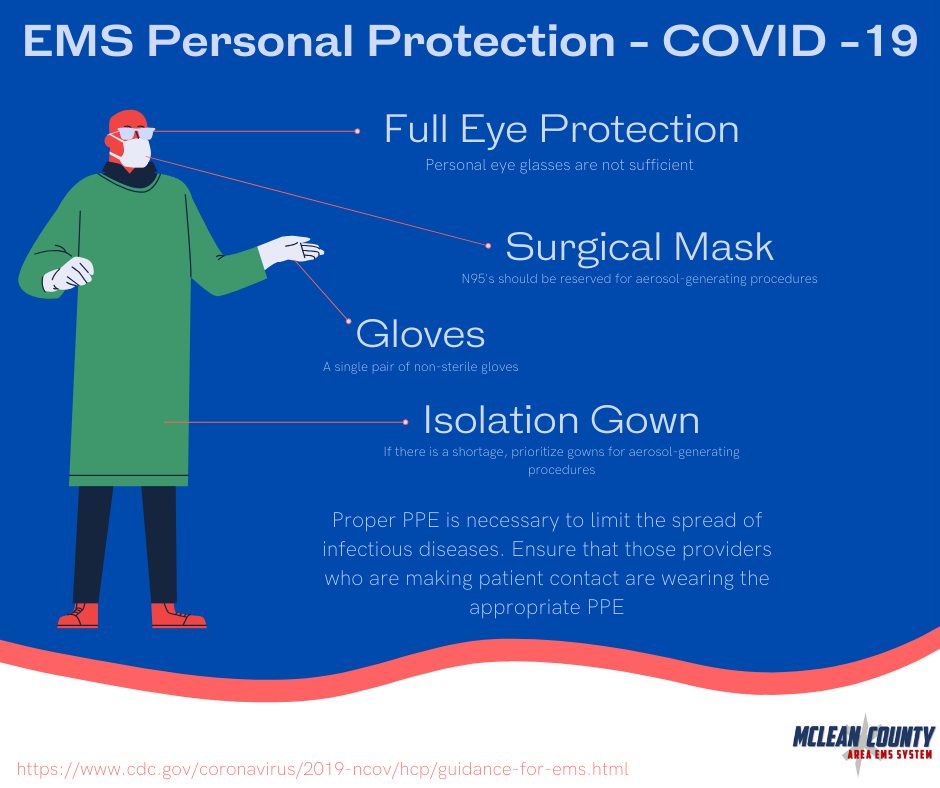 EMS Personal Protection - COVID -19
Full Eye Protection
Personal eye glasses are not sufficient
Surgical Mask
N95's should be reserved for aerosol-generating procedures
Gloves
A single pair of non-sterile gloves
Isolation Gown
If there is a shortage, prioritize gowns for aerosol-generating
procedures
Proper PPE is necessary to limit the spread of
infectious diseases. Ensure that those providers
who are making patient contact are wearing the
appropriate PPE
MCLEAN COUNTY
AREA EMS SYSTEM
https://www.cdc.gov/coronavirus/2019-ncov/hcp/guidance-for-ems.html